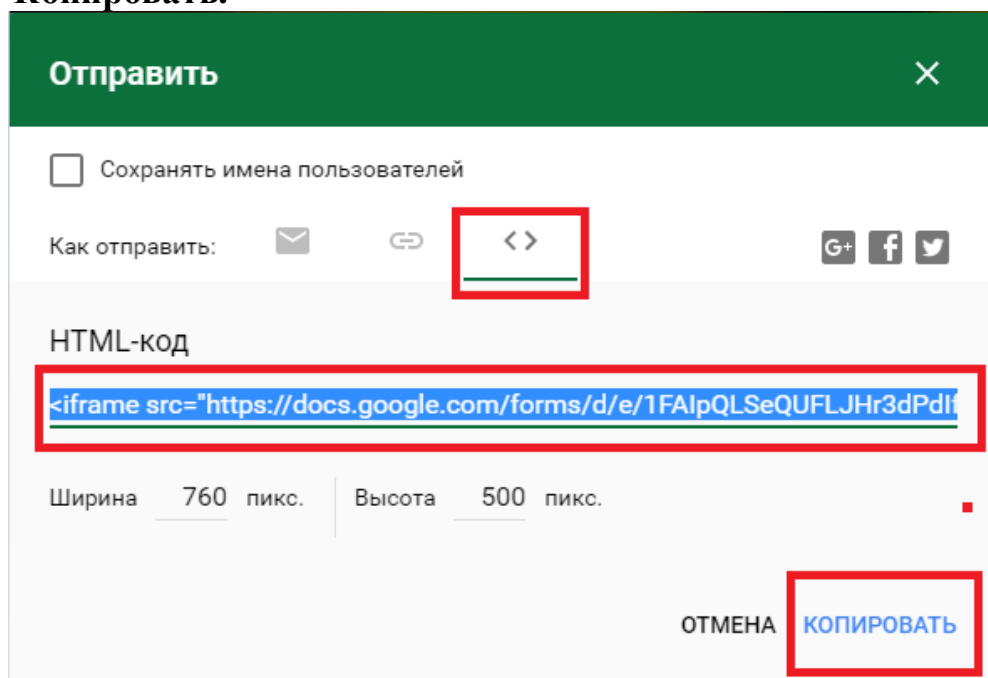 Копировать.
Отправить
Сохранять имена пользователей
Как отправить: <> G+ f
HTML-код
<iframe src="https://docs.google.com/forms/d/e/1FAIpQLSeQUFLJHr3dPdIf
Ширина 760 пикс. Высота 500 пикс.
ОТМЕНА КОПИРОВАТЬ